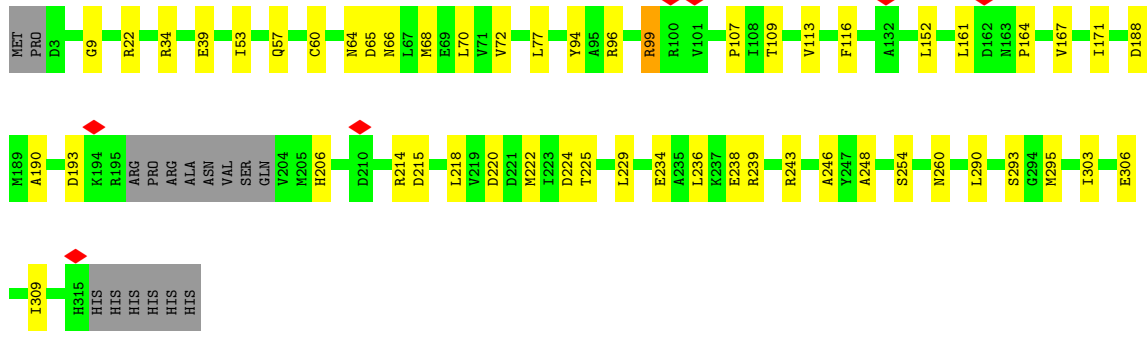 MET PRO D3 G9 R22 R34 E39 I53 Q57 C60 N64 D65 N66 L67 M68 E69 L70 V71 V72 L77 Y94 A95 R96 R99 R100 V101 P107 I108 T109 V113 F116 A132 L152 L161 D162 N163 P164 V167 I171 D188
M189 A190 D193 K194 R195 ARG PRO ARG ALA ASN VAL SER GLN V204 M205 H206 D210 R214 D215 L218 V219 D220 D221 M222 I223 D224 T225 L229 E234 A235 L236 K237 E238 R239 R243 A246 Y247 A248 S254 N260 L290 S293 G294 M295 I303 E306
I309 H315 HIS HIS HIS HIS HIS